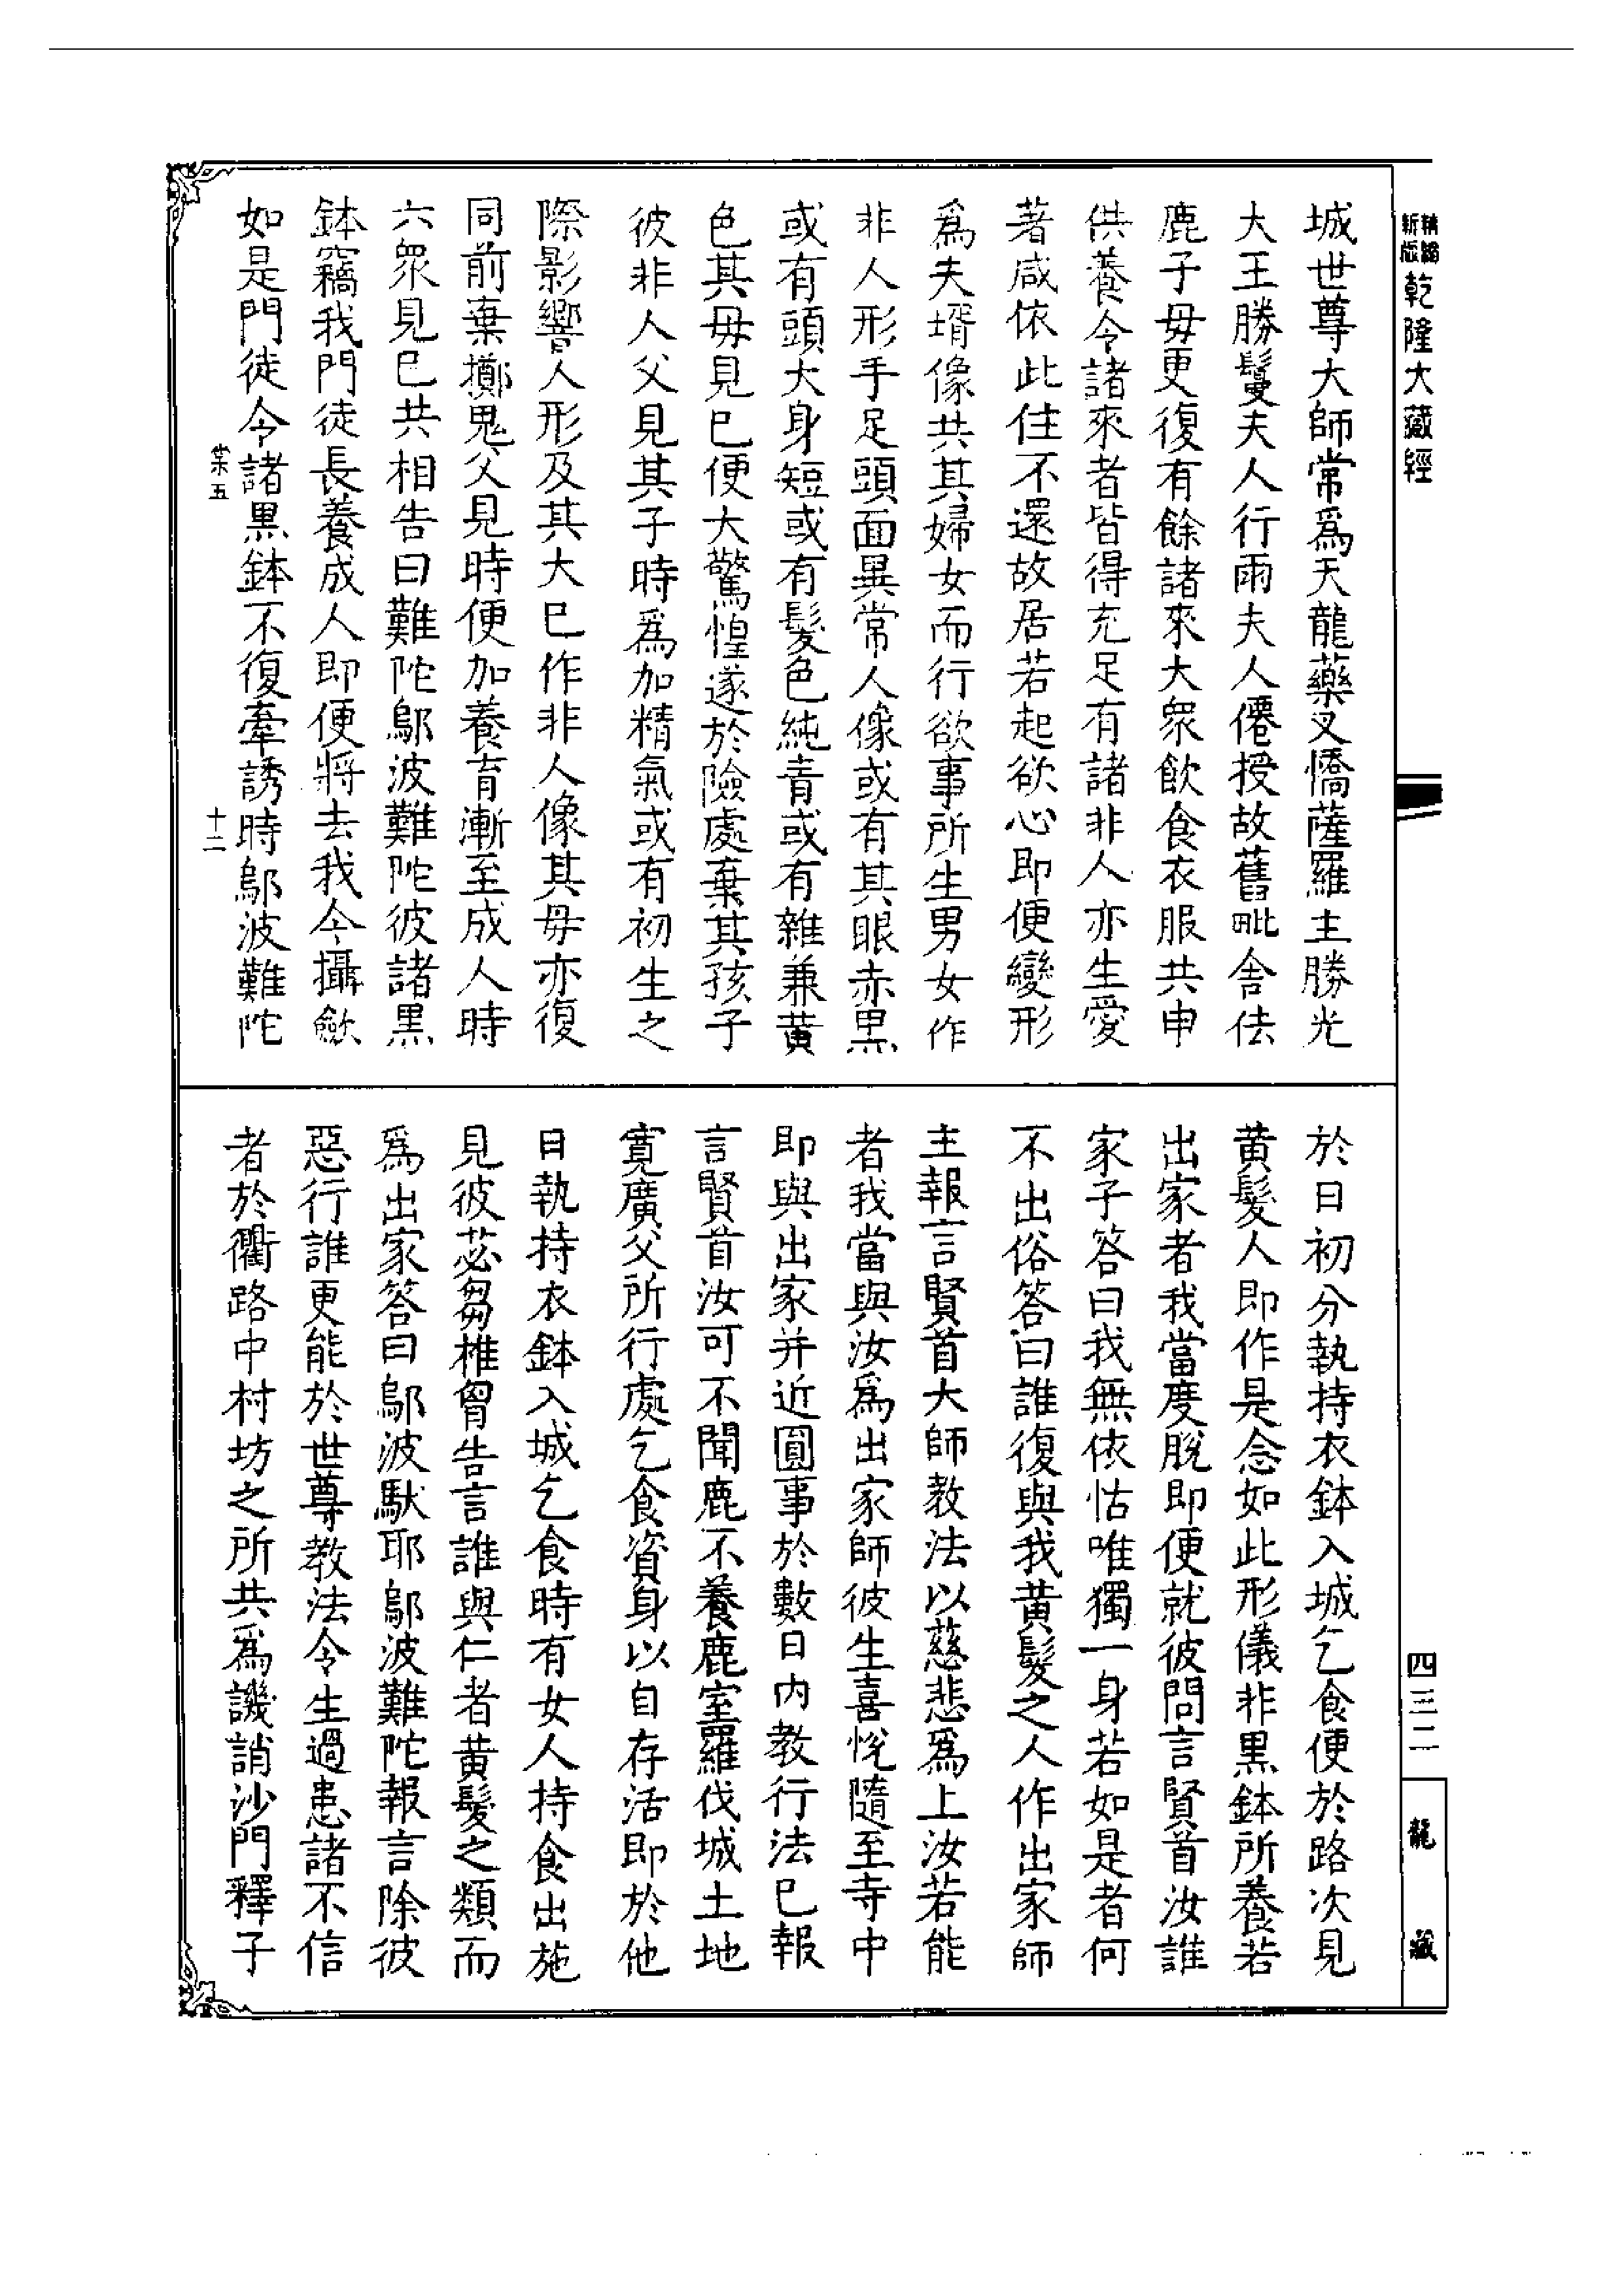 新版
精縮
乾隆大藏經
四三二
龍藏
城世尊大師常爲天龍藥叉憍薩羅主勝光
大王勝鬘夫人行雨夫人僊授故舊毗舍佉
鹿子毋更復有餘諸來大衆飲食衣服共申
供養令諸來者皆得充足有諸非人亦生愛
著咸依此住不還故居若起欲心即便變形
爲夫壻像共其婦女而行欲事所生男女作
非人形手足頭面異常人像或有其眼赤黑
或有頭大身短或有髮色純青或有雜兼黃
色其毋見巳便大驚惶遂於險處棄其孩子
彼非人父見其子時爲加精氣或有初生之
際影響人形及其大巳作非人像其毋亦復
同前棄擲鬼父見時便加養育漸至成人時
六衆見巳共相告曰難陀鄔波難陀彼諸黑
鉢竊我門徒長養成人即便將去我今攝歛
如是門徒令諸黑鉢不復牽誘時鄔波難陀
棠五
十二
於日初分執持衣鉢入城乞食便於路次見
黃髮人即作是念如此形儀非黑鉢所養若
出家者我當度脫即便就彼問言賢首汝誰
家子答曰我無依怙唯獨一身若如是者何
不出俗答曰誰復與我黃髮之人作出家師
主報言賢首大師教法以慈悲爲上汝若能
者我當與汝爲出家師彼生喜悅隨至寺中
即與出家并近圓事於數日內教行法巳報
言賢首汝可不聞鹿不養鹿室羅伐城土地
寬廣父所行處乞食資身以自存活即於他
日執持衣鉢入城乞食時有女人持食出施
見彼苾芻椎胷告言誰與仁者黃髮之類而
爲出家答曰鄔波馱耶鄔波難陀報言除彼
惡行誰更能於世尊教法令生過患諸不信
者於衢路中村坊之所共爲譏誚沙門釋子